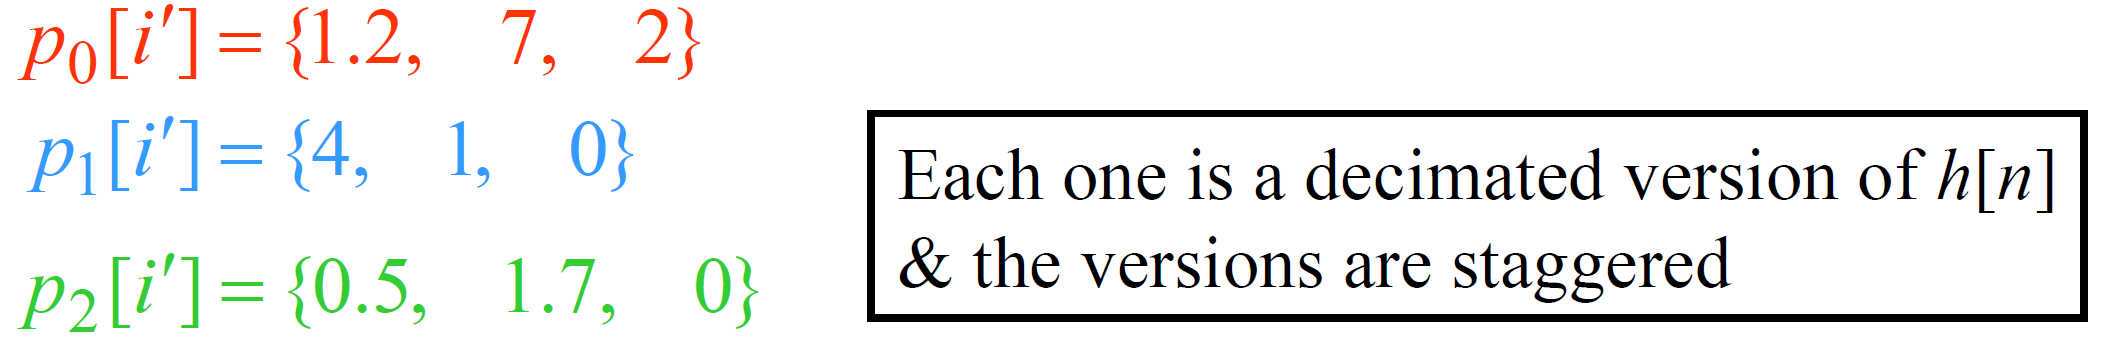 p₀[i′] = {1.2, 7, 2}
p₁[i′] = {4, 1, 0}
Each one is a decimated version of h[n]
& the versions are staggered
p₂[i′] = {0.5, 1.7, 0}